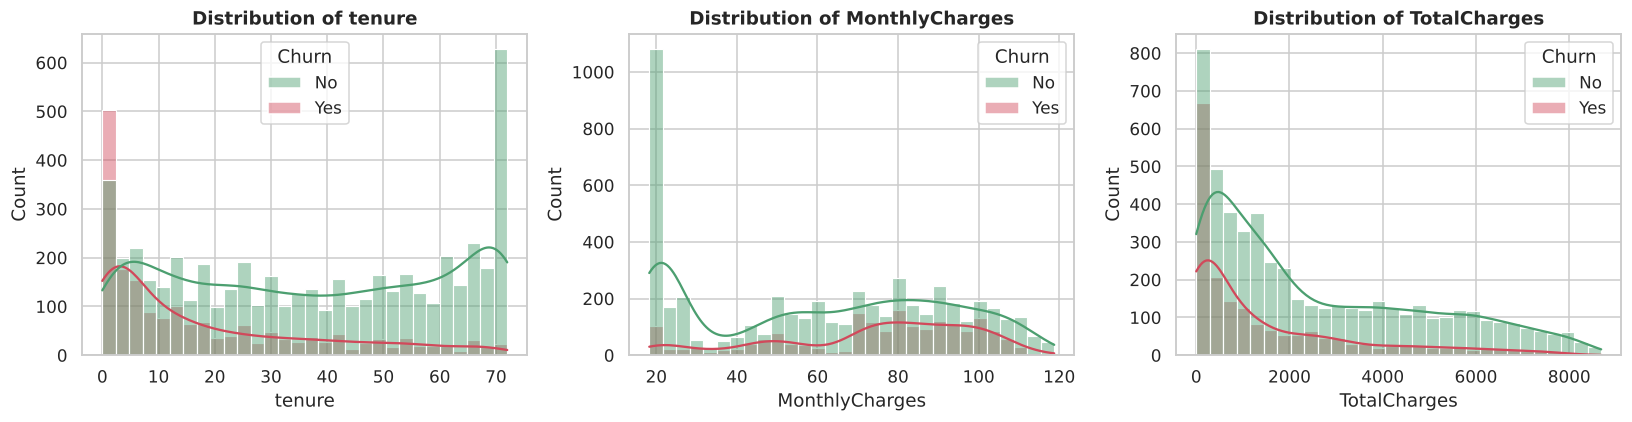 Distribution of tenure
Churn
No
Yes
Count
600
500
400
300
200
100
0
0 10 20 30 40 50 60 70
tenure
Distribution of MonthlyCharges
Churn
No
Yes
Count
1000
800
600
400
200
0
20 40 60 80 100 120
MonthlyCharges
Distribution of TotalCharges
Churn
No
Yes
Count
800
700
600
500
400
300
200
100
0
0 2000 4000 6000 8000
TotalCharges